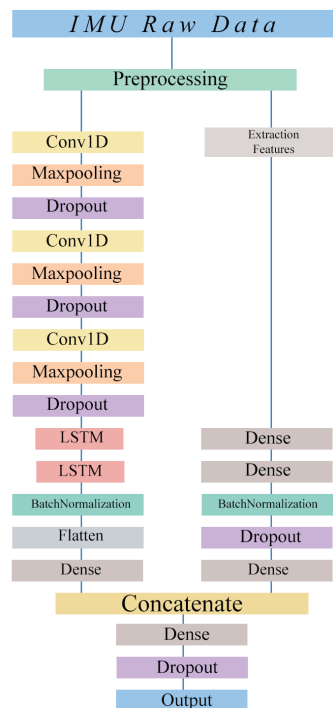 IMU Raw Data
Preprocessing
Conv1D
Maxpooling
Dropout
Conv1D
Maxpooling
Dropout
Conv1D
Maxpooling
Dropout
LSTM
LSTM
BatchNormalization
Flatten
Dense
Extraction
Features
Dense
Dense
BatchNormalization
Dropout
Dense
Concatenate
Dense
Dropout
Output